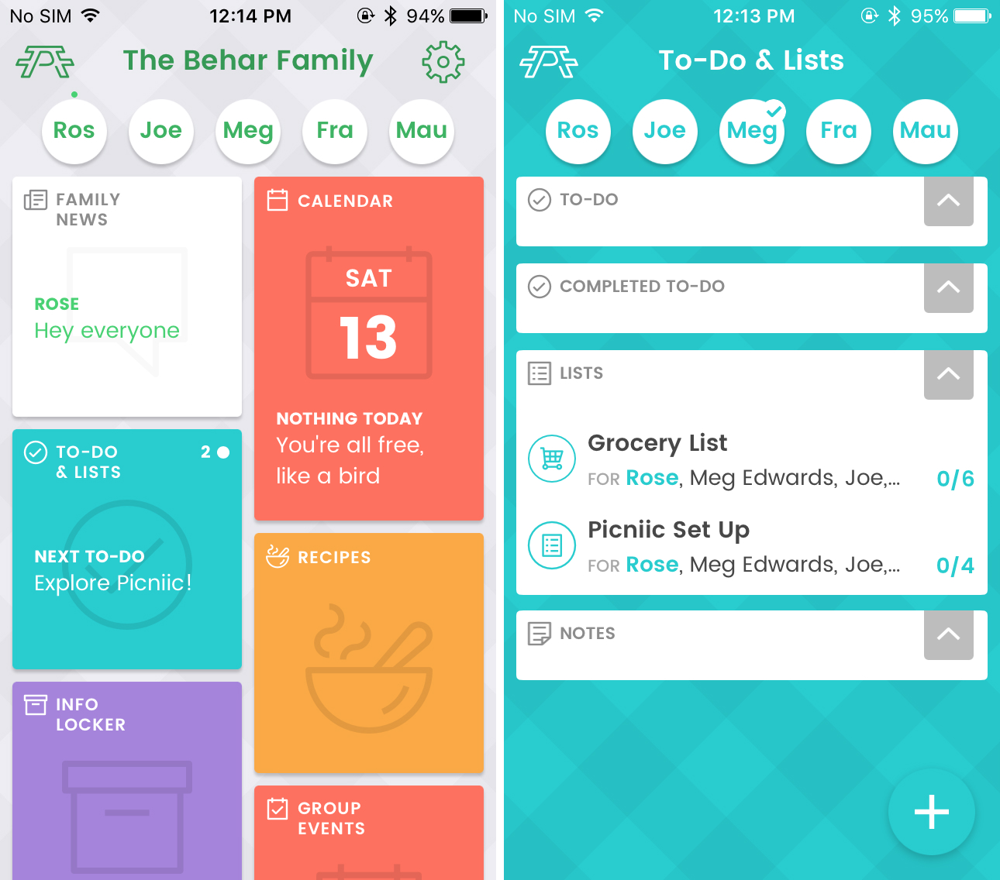 No SIM 12:14 PM 94%
The Behar Family
Ros Joe Meg Fra Mau
FAMILY
NEWS
ROSE
Hey everyone
TO-DO 2
& LISTS
NEXT TO-DO
Explore Picniic!
INFO
LOCKER
CALENDAR
SAT
13
NOTHING TODAY
You're all free,
like a bird
RECIPES
GROUP
EVENTS
No SIM 12:13 PM 95%
To-Do & Lists
Ros Joe Meg Fra Mau
TO-DO
COMPLETED TO-DO
LISTS
Grocery List
FOR Rose, Meg Edwards, Joe,... 0/6
Picniic Set Up
FOR Rose, Meg Edwards, Joe,... 0/4
NOTES